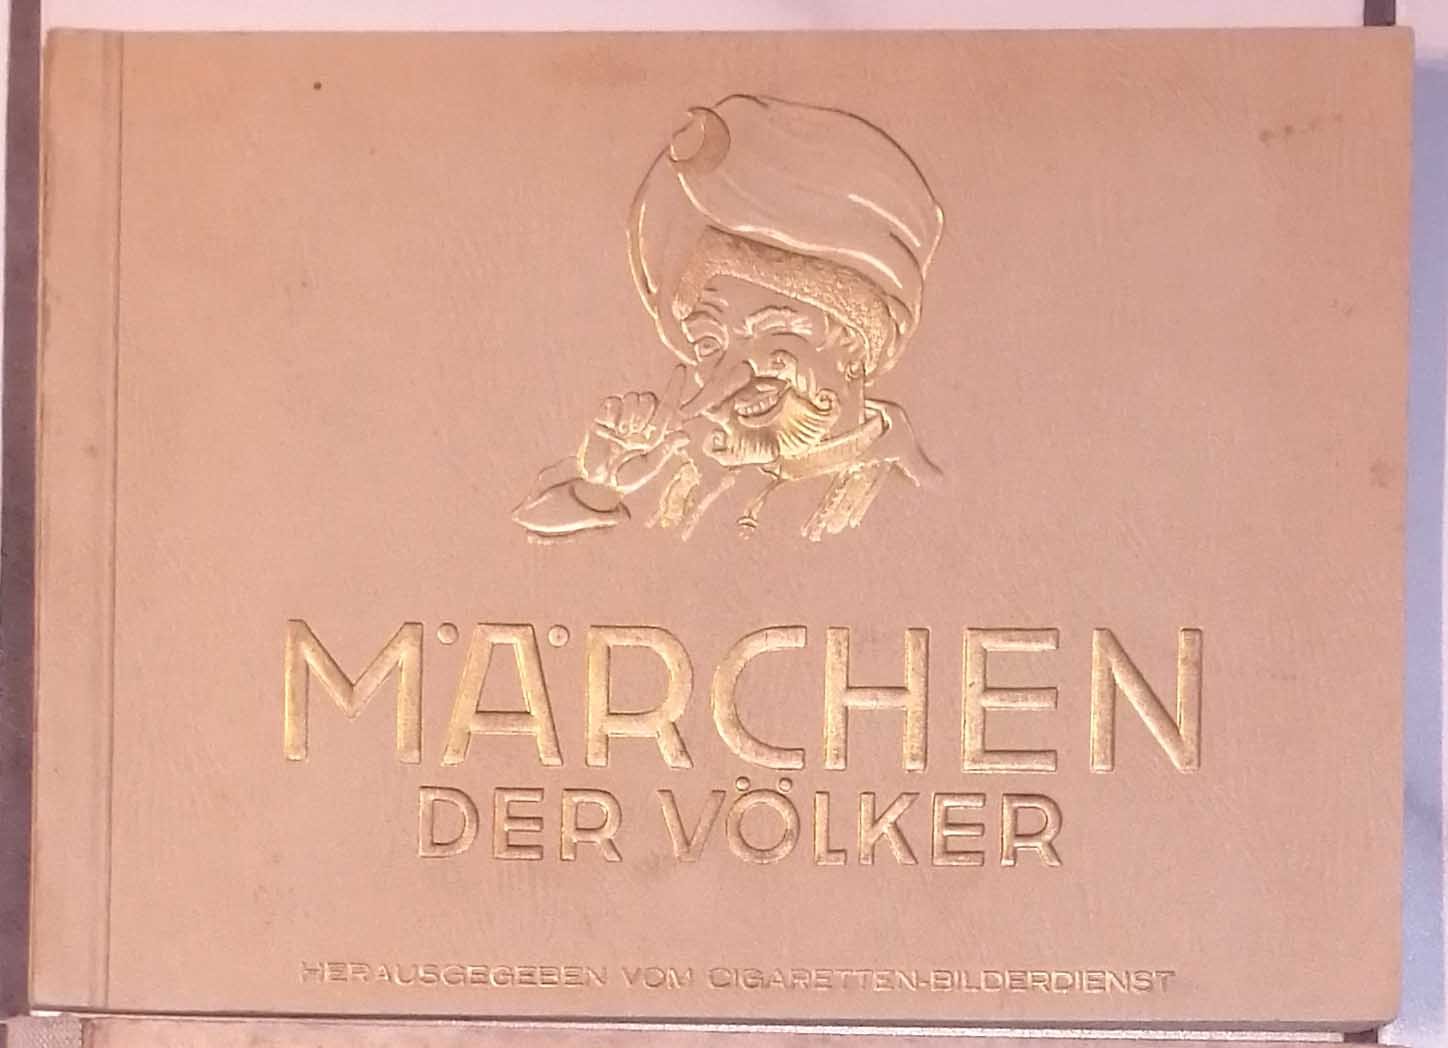 MÄRCHEN
DER VÖLKER
HERAUSGEGEBEN VOM CIGARETTEN-BILDERDIENST